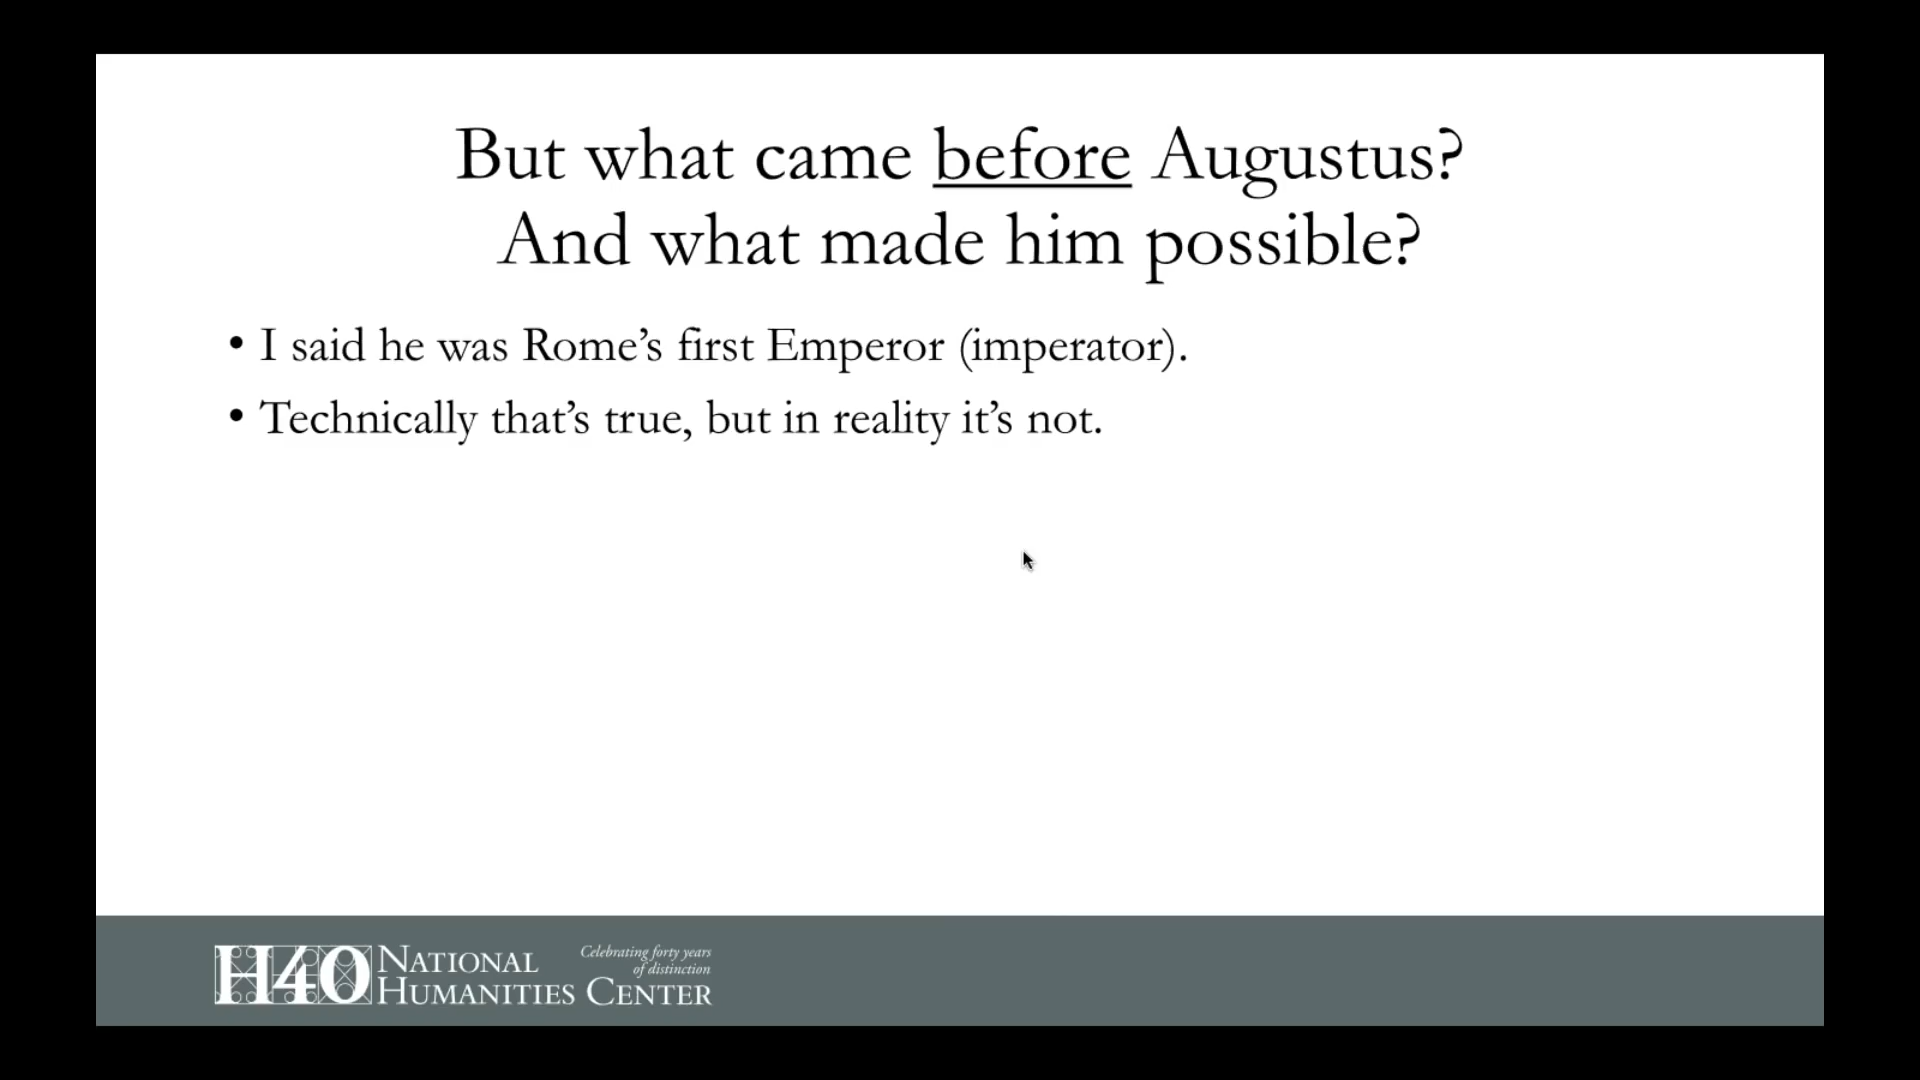 But what came before Augustus?
And what made him possible?
• I said he was Rome’s first Emperor (imperator).
• Technically that’s true, but in reality it’s not.
H40 NATIONAL HUMANITIES CENTER
Celebrating forty years
of distinction